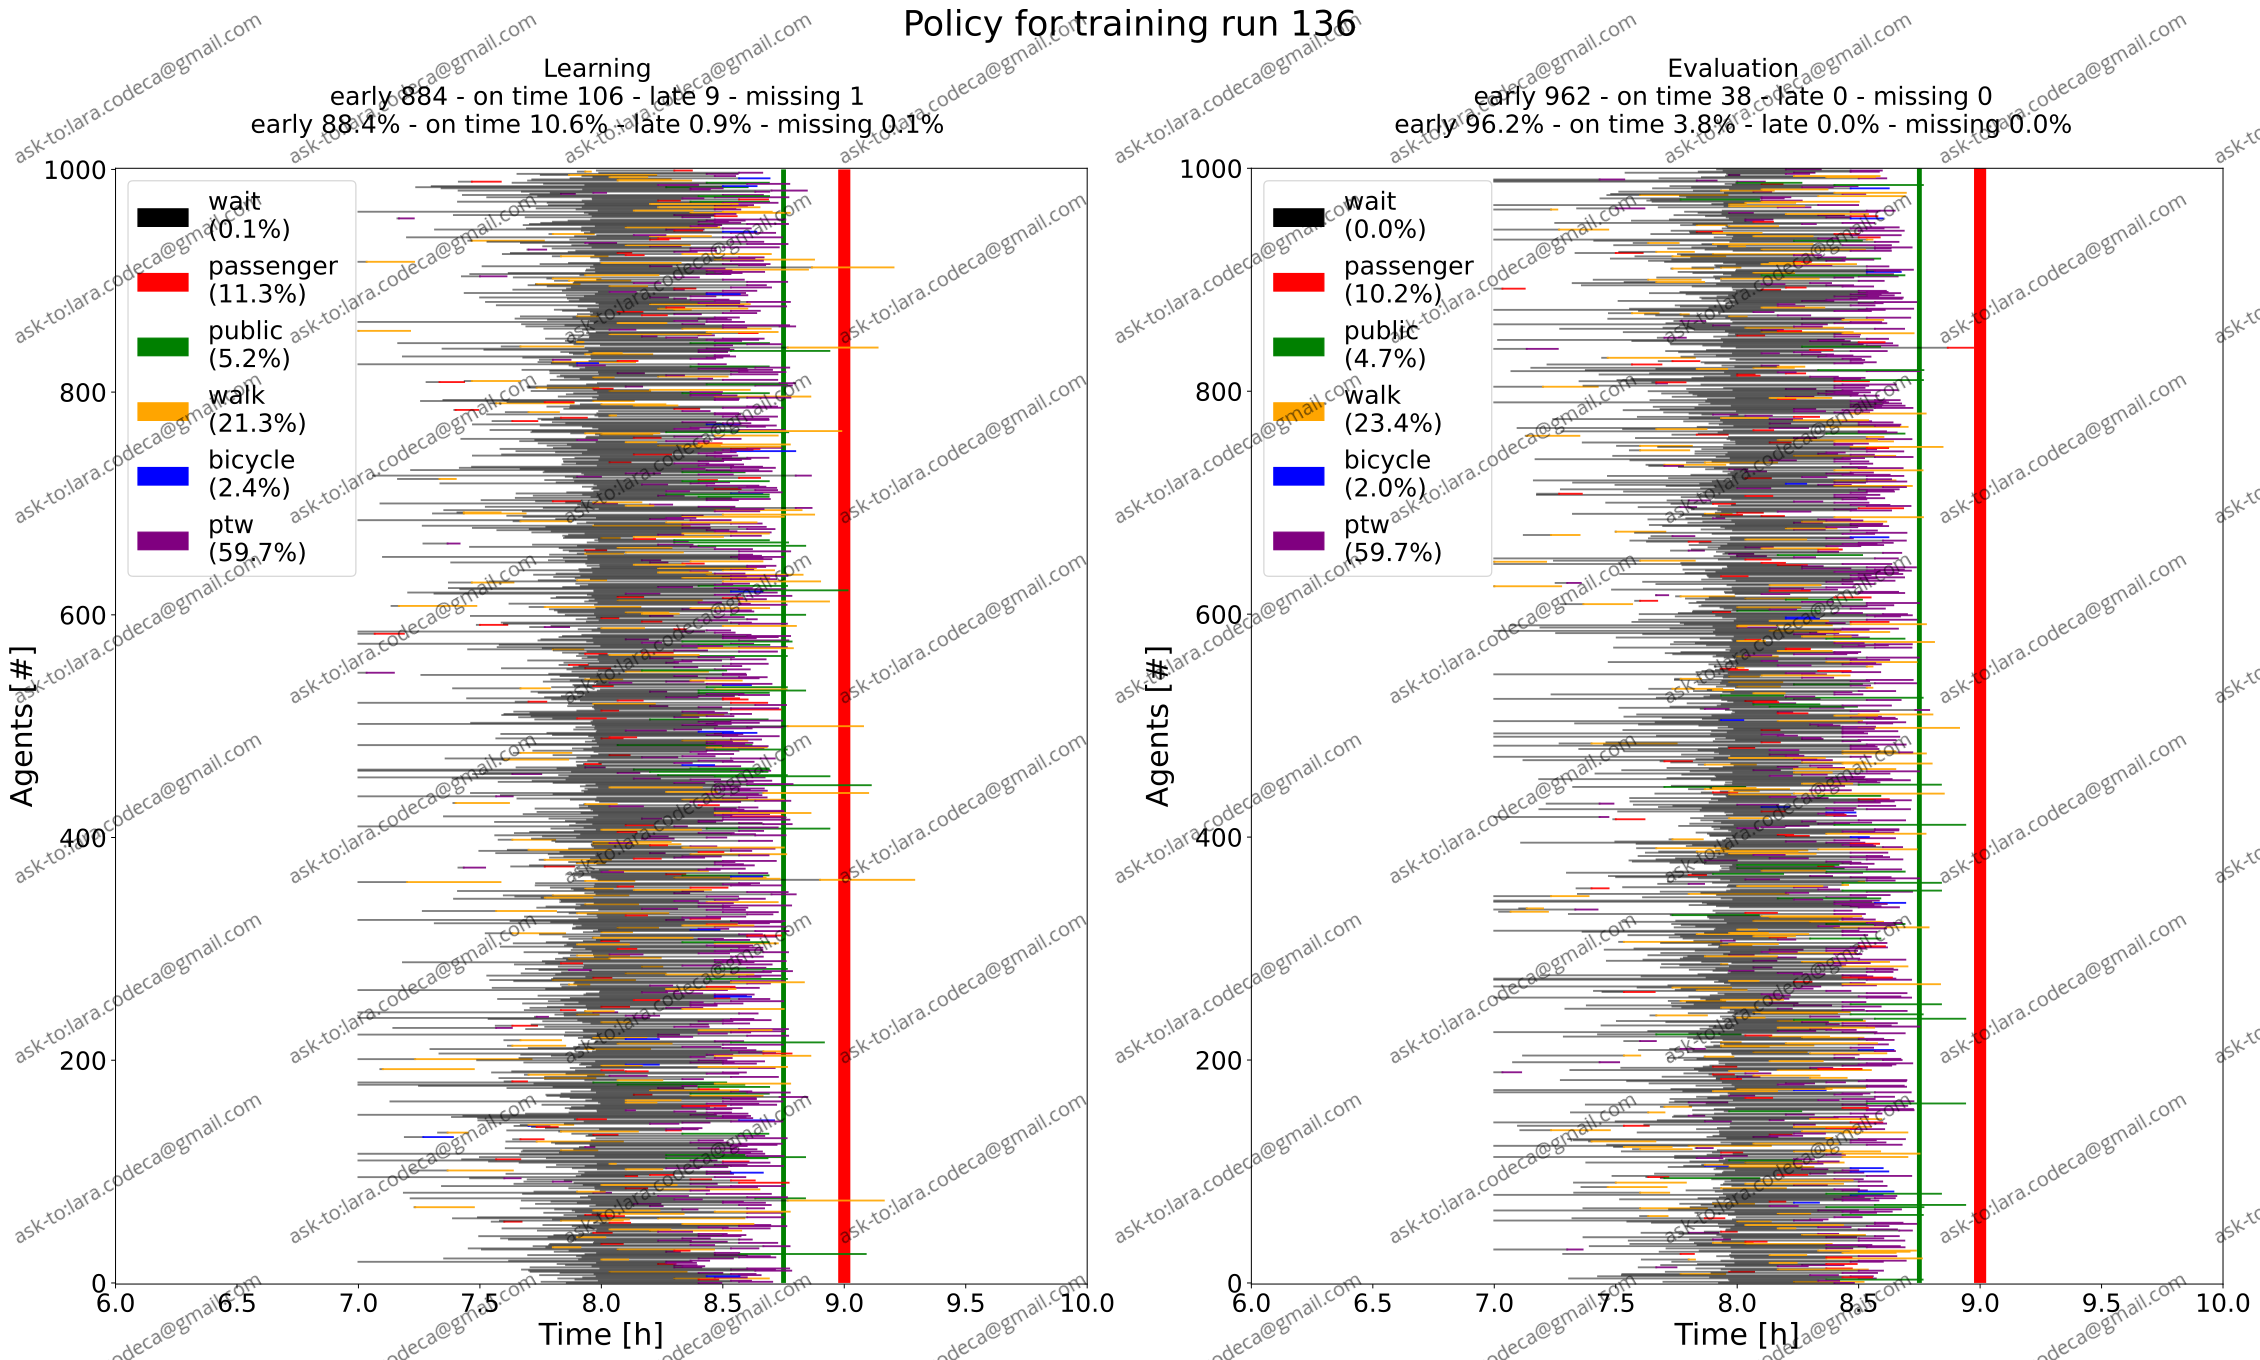 Policy for training run 136
Learning
early 884 - on time 106 - late 9 - missing 1
early 88.4% - on time 10.6% - late 0.9% - missing 0.1%
Evaluation
early 962 - on time 38 - late 0 - missing 0
early 96.2% - on time 3.8% - late 0.0% - missing 0.0%
wait
(0.1%)
passenger
(11.3%)
public
(5.2%)
walk
(21.3%)
bicycle
(2.4%)
ptw
(59.7%)
1000
800
600
400
200
0
Agents [#]
6.0 6.5 7.0 7.5 8.0 8.5 9.0 9.5 10.0
Time [h]
wait
(0.0%)
passenger
(10.2%)
public
(4.7%)
walk
(23.4%)
bicycle
(2.0%)
ptw
(59.7%)
1000
800
600
400
200
0
Agents [#]
6.0 6.5 7.0 7.5 8.0 8.5 9.0 9.5 10.0
Time [h]
ask-to:lara.codeca@gmail.com